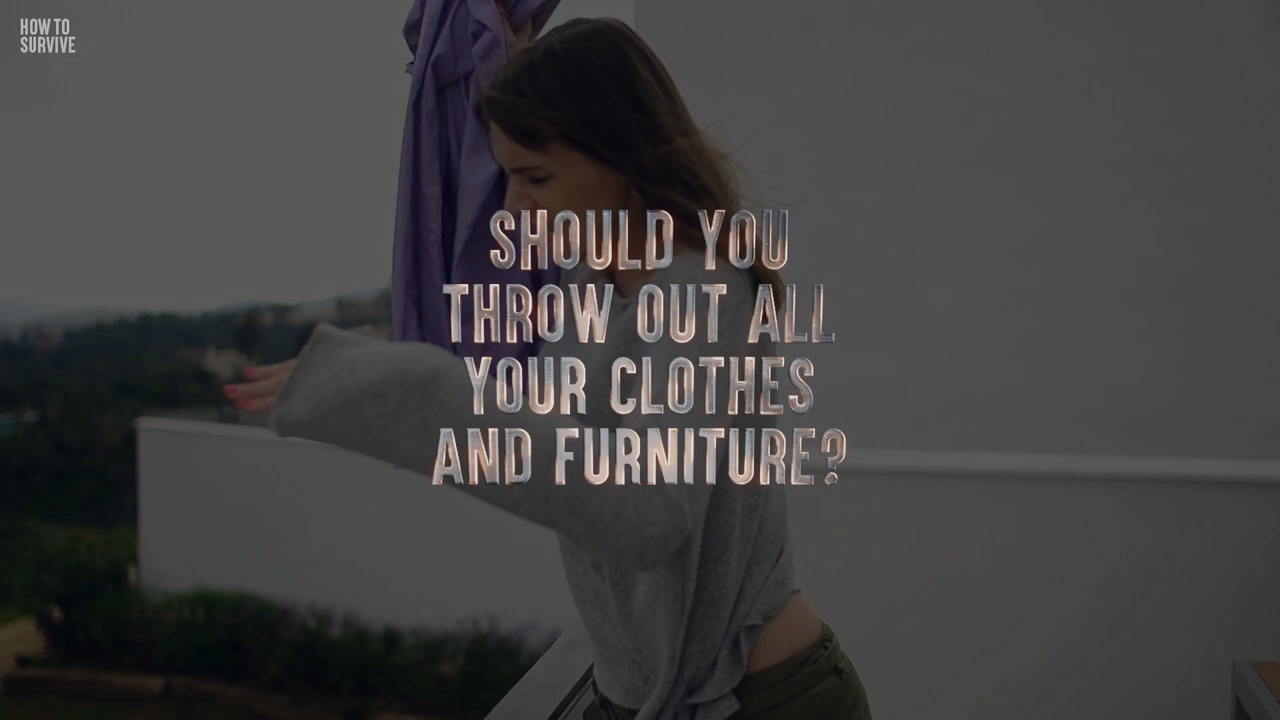 HOW TO
SURVIVE
SHOULD YOU
THROW OUT ALL
YOUR CLOTHES
AND FURNITURE?